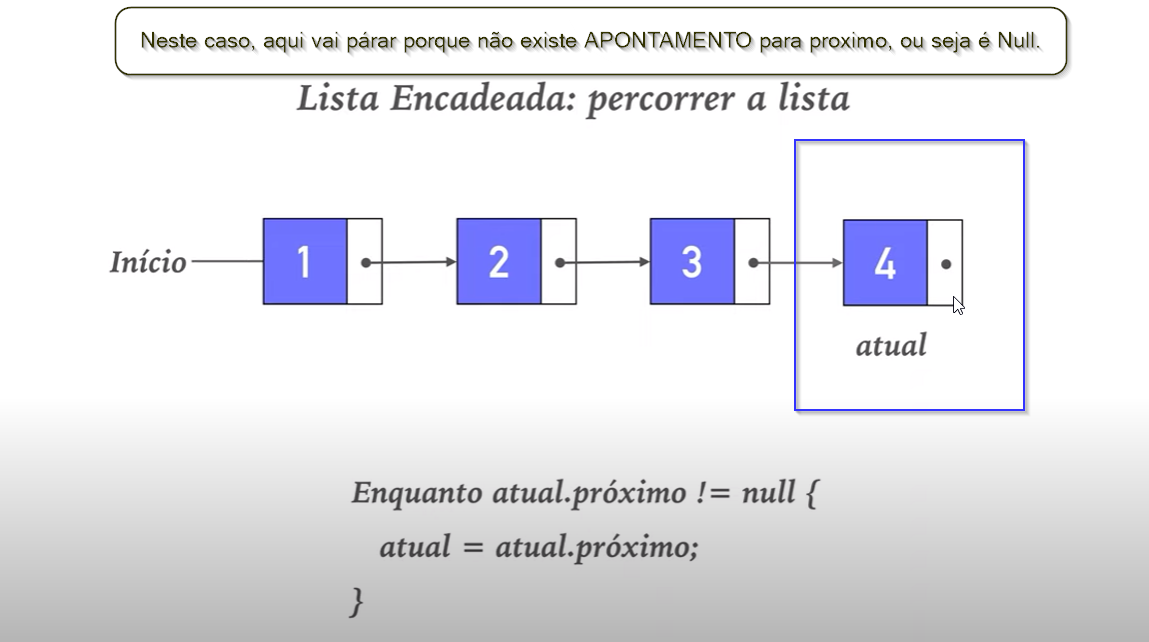 Neste caso, aqui vai párar porque não existe APONTAMENTO para proximo, ou seja é Null.
Lista Encadeada: percorrer a lista
Início 1 2 3 4
atual
Enquanto atual.próximo != null {
atual = atual.próximo;
}